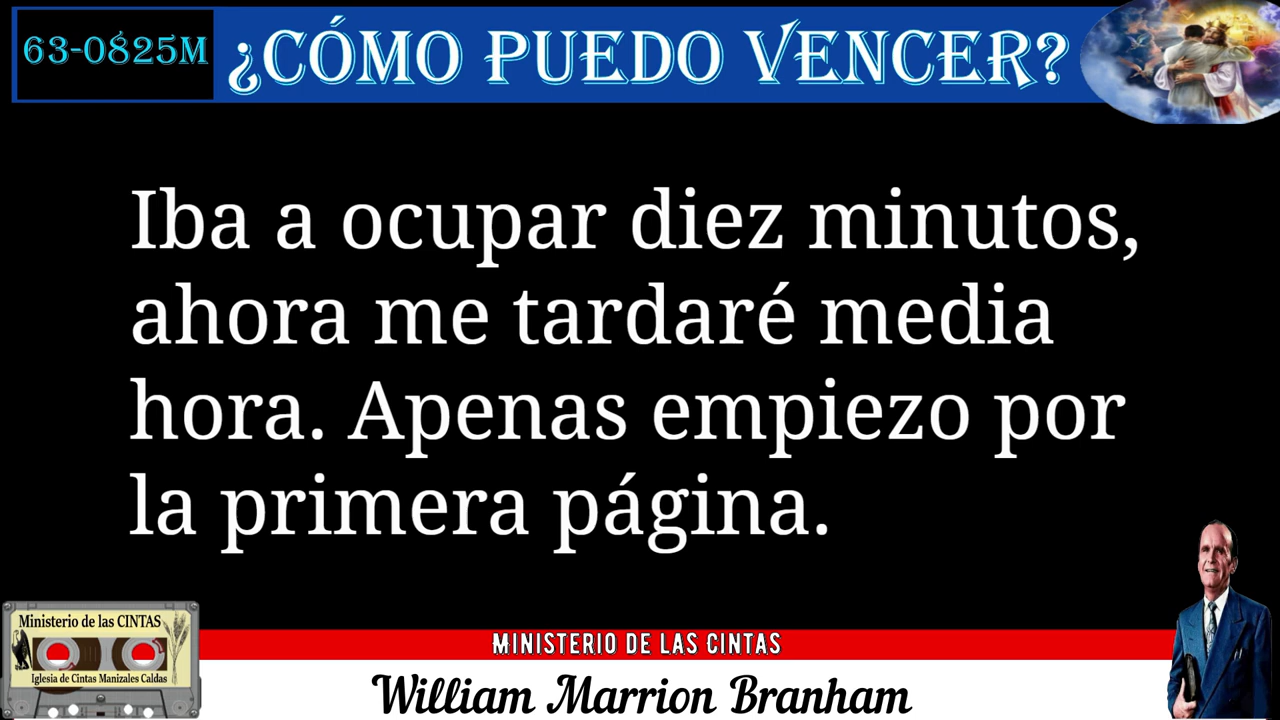 63-0825M
¿CÓMO PUEDO VENCER?
Iba a ocupar diez minutos,
ahora me tardaré media
hora. Apenas empiezo por
la primera página.
Ministerio de las CINTAS
Iglesia de Cintas Manizales Caldas
MINISTERIO DE LAS CINTAS
William Marrion Branham